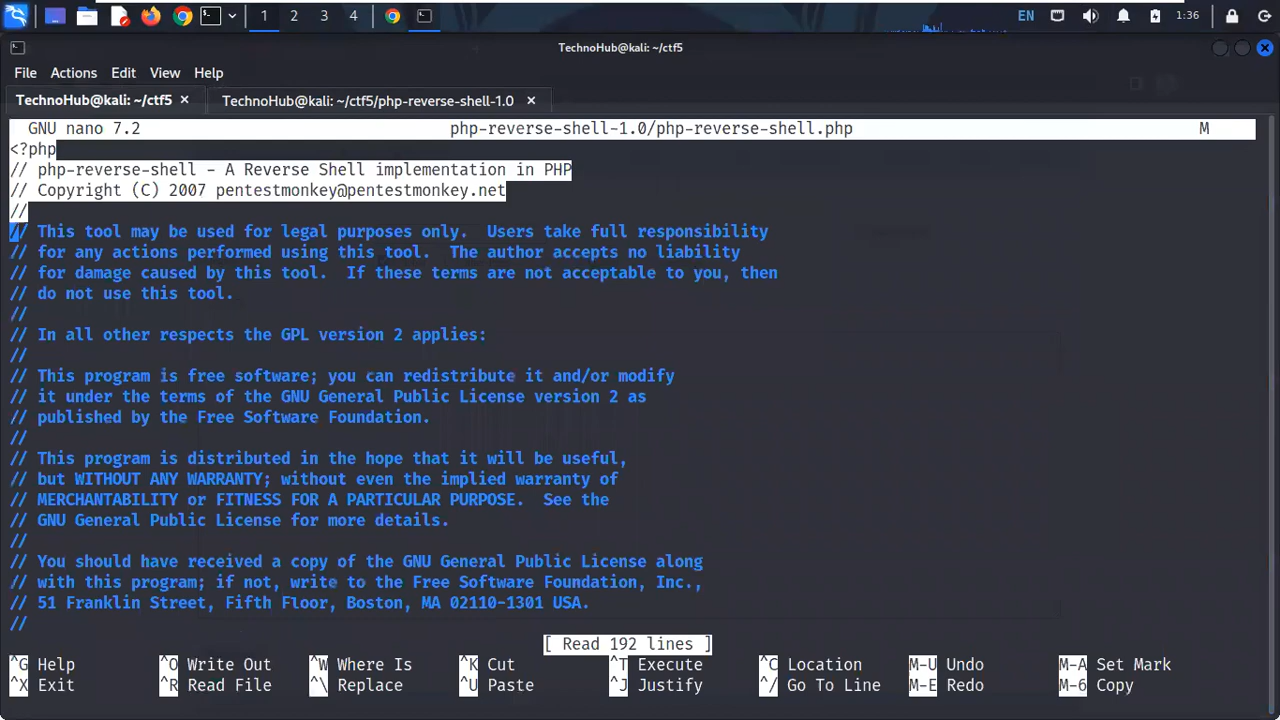 1 2 3 4 EN 1:36
TechnoHub@kali: ~/ctf5
File Actions Edit View Help
TechnoHub@kali: ~/ctf5 × TechnoHub@kali: ~/ctf5/php-reverse-shell-1.0 ×
GNU nano 7.2 php-reverse-shell-1.0/php-reverse-shell.php M
<?php
// php-reverse-shell - A Reverse Shell implementation in PHP
// Copyright (C) 2007 pentestmonkey@pentestmonkey.net
//
// This tool may be used for legal purposes only.  Users take full responsibility
// for any actions performed using this tool.  The author accepts no liability
// for damage caused by this tool.  If these terms are not acceptable to you, then
// do not use this tool.
//
// In all other respects the GPL version 2 applies:
//
// This program is free software; you can redistribute it and/or modify
// it under the terms of the GNU General Public License version 2 as
// published by the Free Software Foundation.
//
// This program is distributed in the hope that it will be useful,
// but WITHOUT ANY WARRANTY; without even the implied warranty of
// MERCHANTABILITY or FITNESS FOR A PARTICULAR PURPOSE.  See the
// GNU General Public License for more details.
//
// You should have received a copy of the GNU General Public License along
// with this program; if not, write to the Free Software Foundation, Inc.,
// 51 Franklin Street, Fifth Floor, Boston, MA 02110-1301 USA.
//
[ Read 192 lines ]
^G Help ^O Write Out ^W Where Is ^K Cut ^T Execute ^C Location M-U Undo M-A Set Mark
^X Exit ^R Read File ^\ Replace ^U Paste ^J Justify ^/ Go To Line M-E Redo M-6 Copy